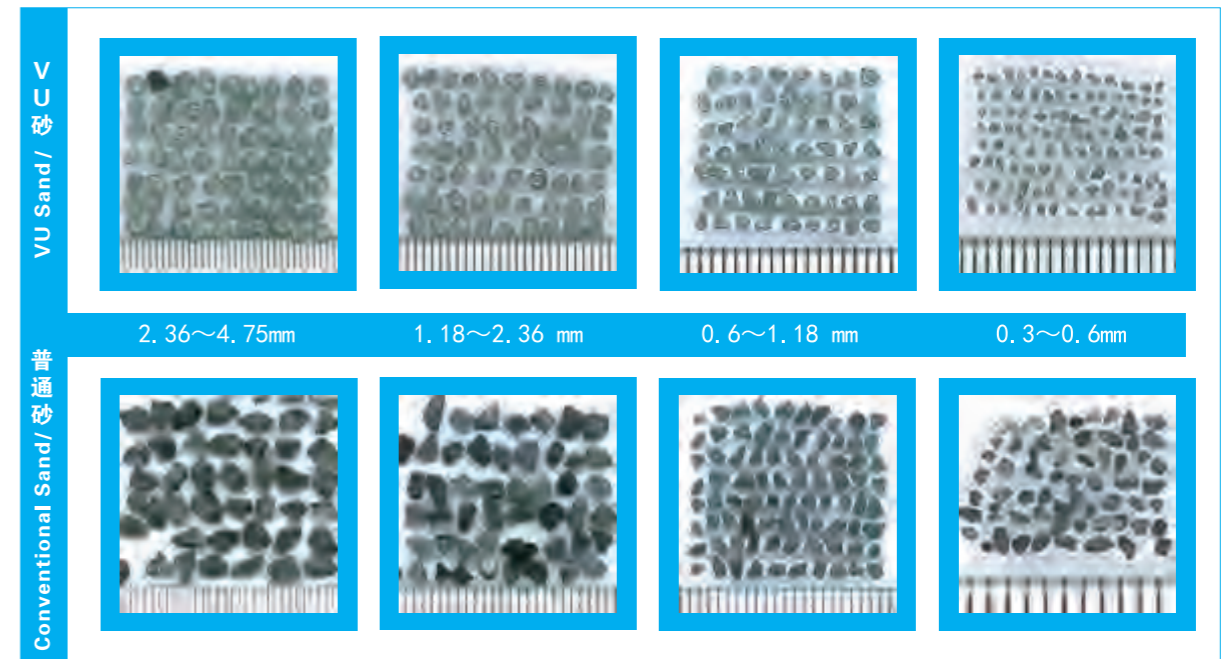 VU砂 VU Sand/
2.36～4.75mm
1.18～2.36 mm
0.6～1.18 mm
0.3～0.6mm
普通砂 Conventional Sand/